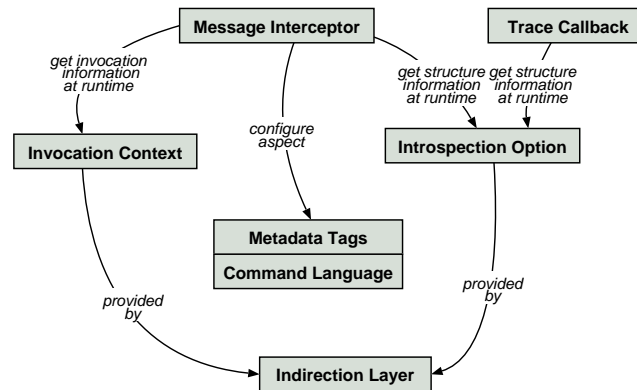 Message Interceptor
Trace Callback
get invocation
information
at runtime
get structure
information
at runtime
get structure
information
at runtime
configure
aspect
Invocation Context
Introspection Option
Metadata Tags
Command Language
provided
by
provided
by
Indirection Layer